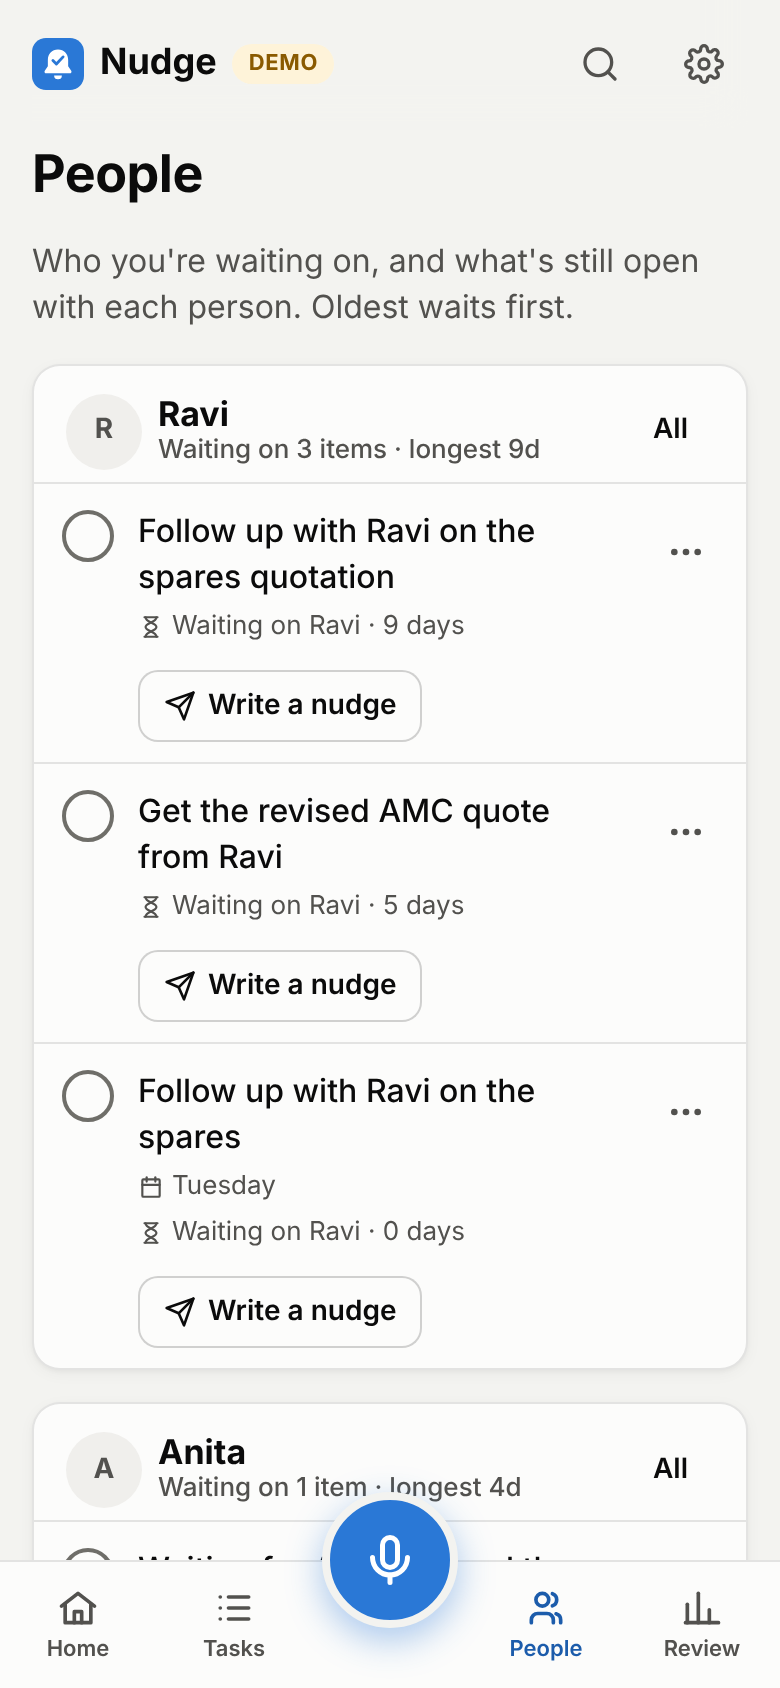 Nudge DEMO
People
Who you're waiting on, and what's still open
with each person. Oldest waits first.
R
Ravi
Waiting on 3 items · longest 9d
All
Follow up with Ravi on the
spares quotation
Waiting on Ravi · 9 days
Write a nudge
Get the revised AMC quote
from Ravi
Waiting on Ravi · 5 days
Write a nudge
Follow up with Ravi on the
spares
Tuesday
Waiting on Ravi · 0 days
Write a nudge
A
Anita
Waiting on 1 item · longest 4d
All
Home
Tasks
People
Review